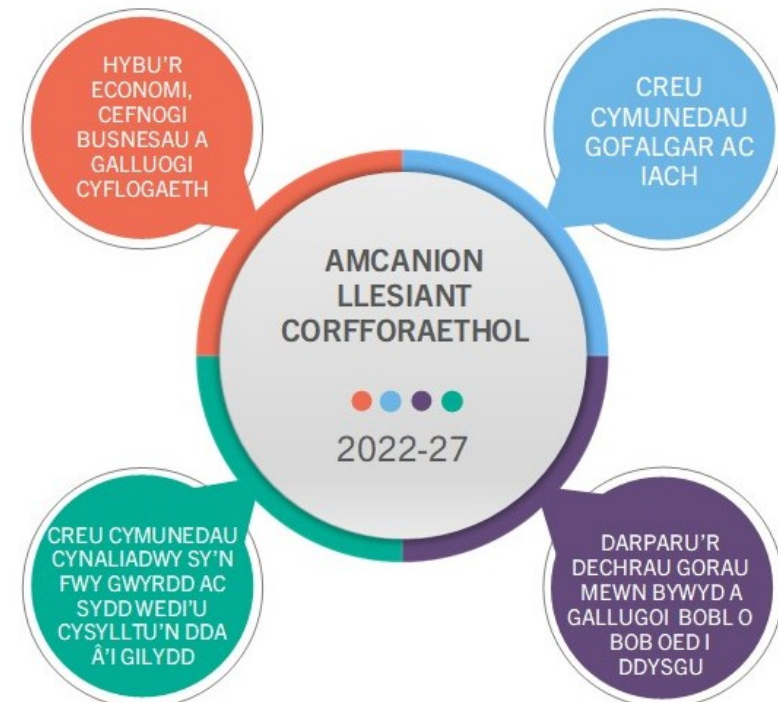 HYBU'R
ECONOMI,
CEFNOGI
BUSNESAU A
GALLUOGI
CYFLOGAETH
CREU
CYMUNEDAU
GOFALGAR AC
IACH
AMCANION
LLESIANT
CORFFORAETHOL
2022-27
CREU CYMUNEDAU
CYNALIADWY SY'N
FWY GWYRDD AC
SYDD WEDI'U
CYSYLLTU'N DDA
Â'I GILYDD
DARPARU'R
DECHRAU GORAU
MEWN BYWYD A
GALLUGOI BOBL O
BOB OED I
DDYSGU